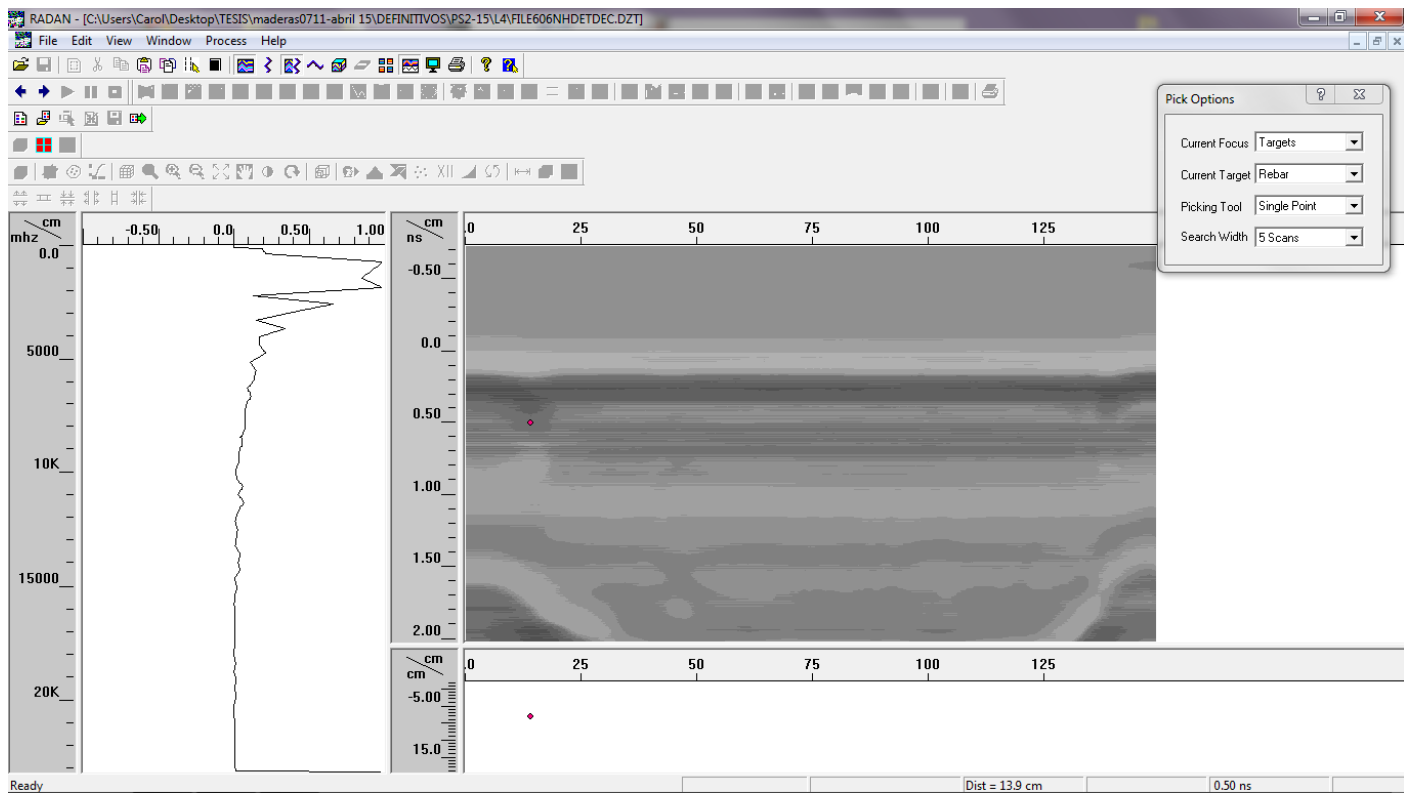 RADAN - [C:\Users\Carol\Desktop\TESIS\maderas0711-abril 15\DEFINITIVOS\PS2-15\L4\FILE606NHDETDEC.DZT]
File Edit View Window Process Help
XII
Pick Options
Current Focus Targets
Current Target Rebar
Picking Tool Single Point
Search Width 5 Scans
cm
mhz
-0.50 0.0 0.50 1.00
0.0
5000
10K
15000
20K
cm
ns
.0 25 50 75 100 125
-0.50
0.0
0.50
1.00
1.50
2.00
cm
cm
.0 25 50 75 100 125
-5.00
15.0
Ready Dist = 13.9 cm 0.50 ns